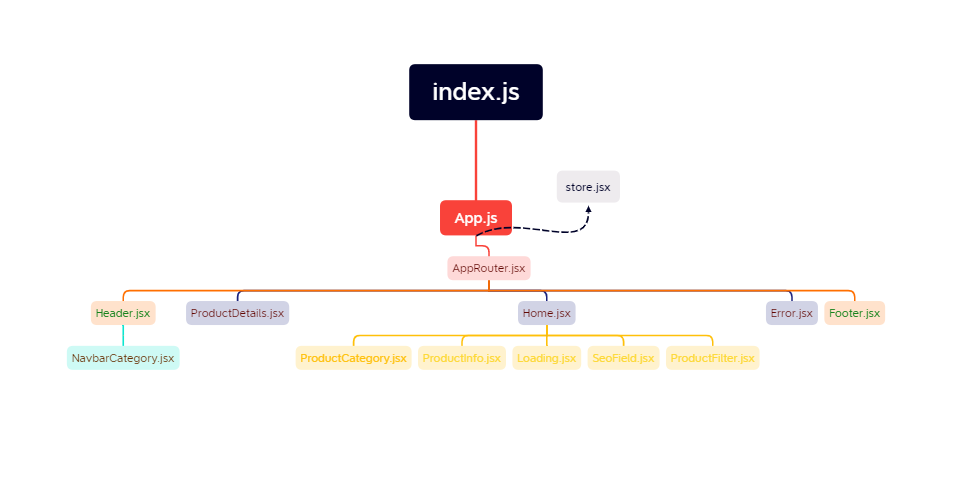 index.js
store.jsx
App.js
AppRouter.jsx
Header.jsx
ProductDetails.jsx
Home.jsx
Error.jsx
Footer.jsx
NavbarCategory.jsx
ProductCategory.jsx
ProductInfo.jsx
Loading.jsx
SeoField.jsx
ProductFilter.jsx